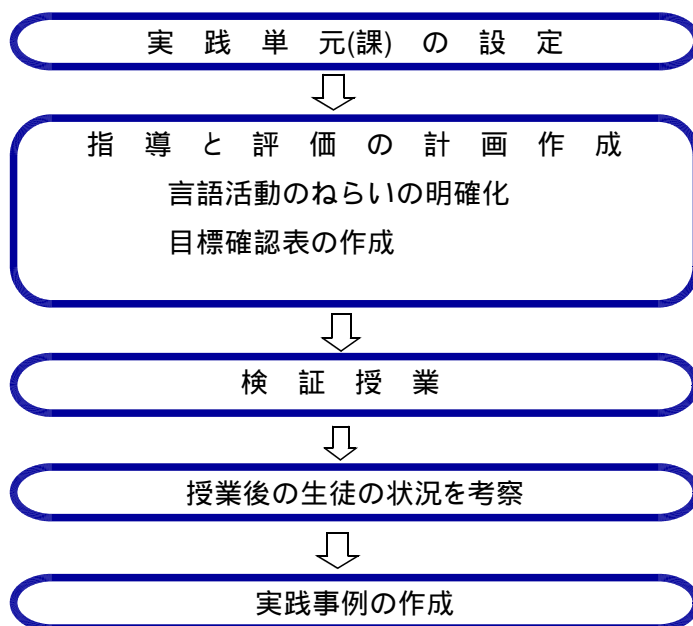 実 践 単 元(課) の 設 定
指 導 と 評 価 の 計 画 作 成
言語活動のねらいの明確化
目標確認表の作成
検 証 授 業
授業後の生徒の状況を考察
実践事例の作成